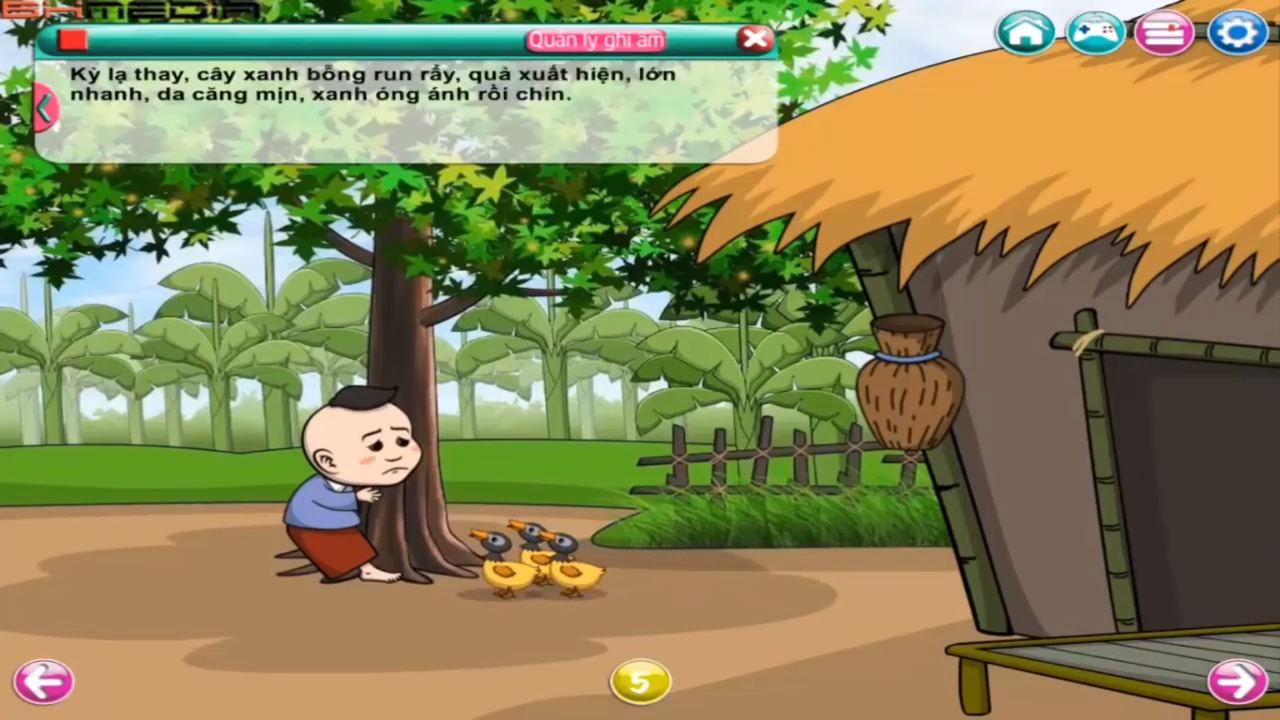 BHMEDIA
Quản lý ghi âm
Kỳ lạ thay, cây xanh bỗng run rẩy, quả xuất hiện, lớn
nhanh, da căng mịn, xanh óng ánh rồi chín.
5